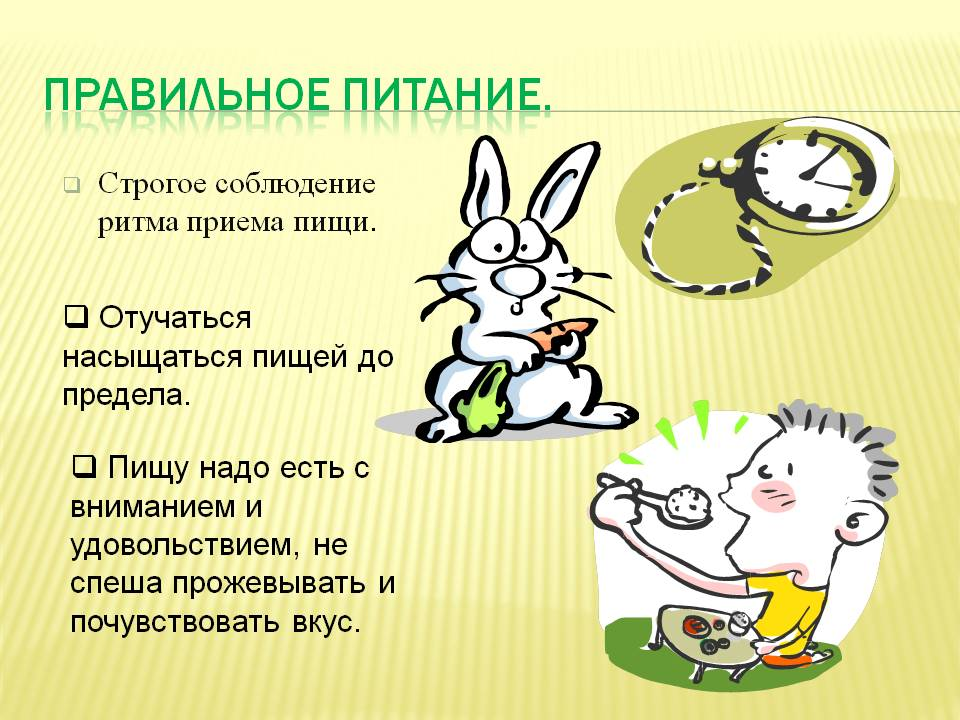 ПРАВИЛЬНОЕ ПИТАНИЕ.
Строгое соблюдение
ритма приема пищи.
Отучаться
насыщаться пищей до
предела.
Пищу надо есть с
вниманием и
удовольствием, не
спеша прожевывать и
почувствовать вкус.